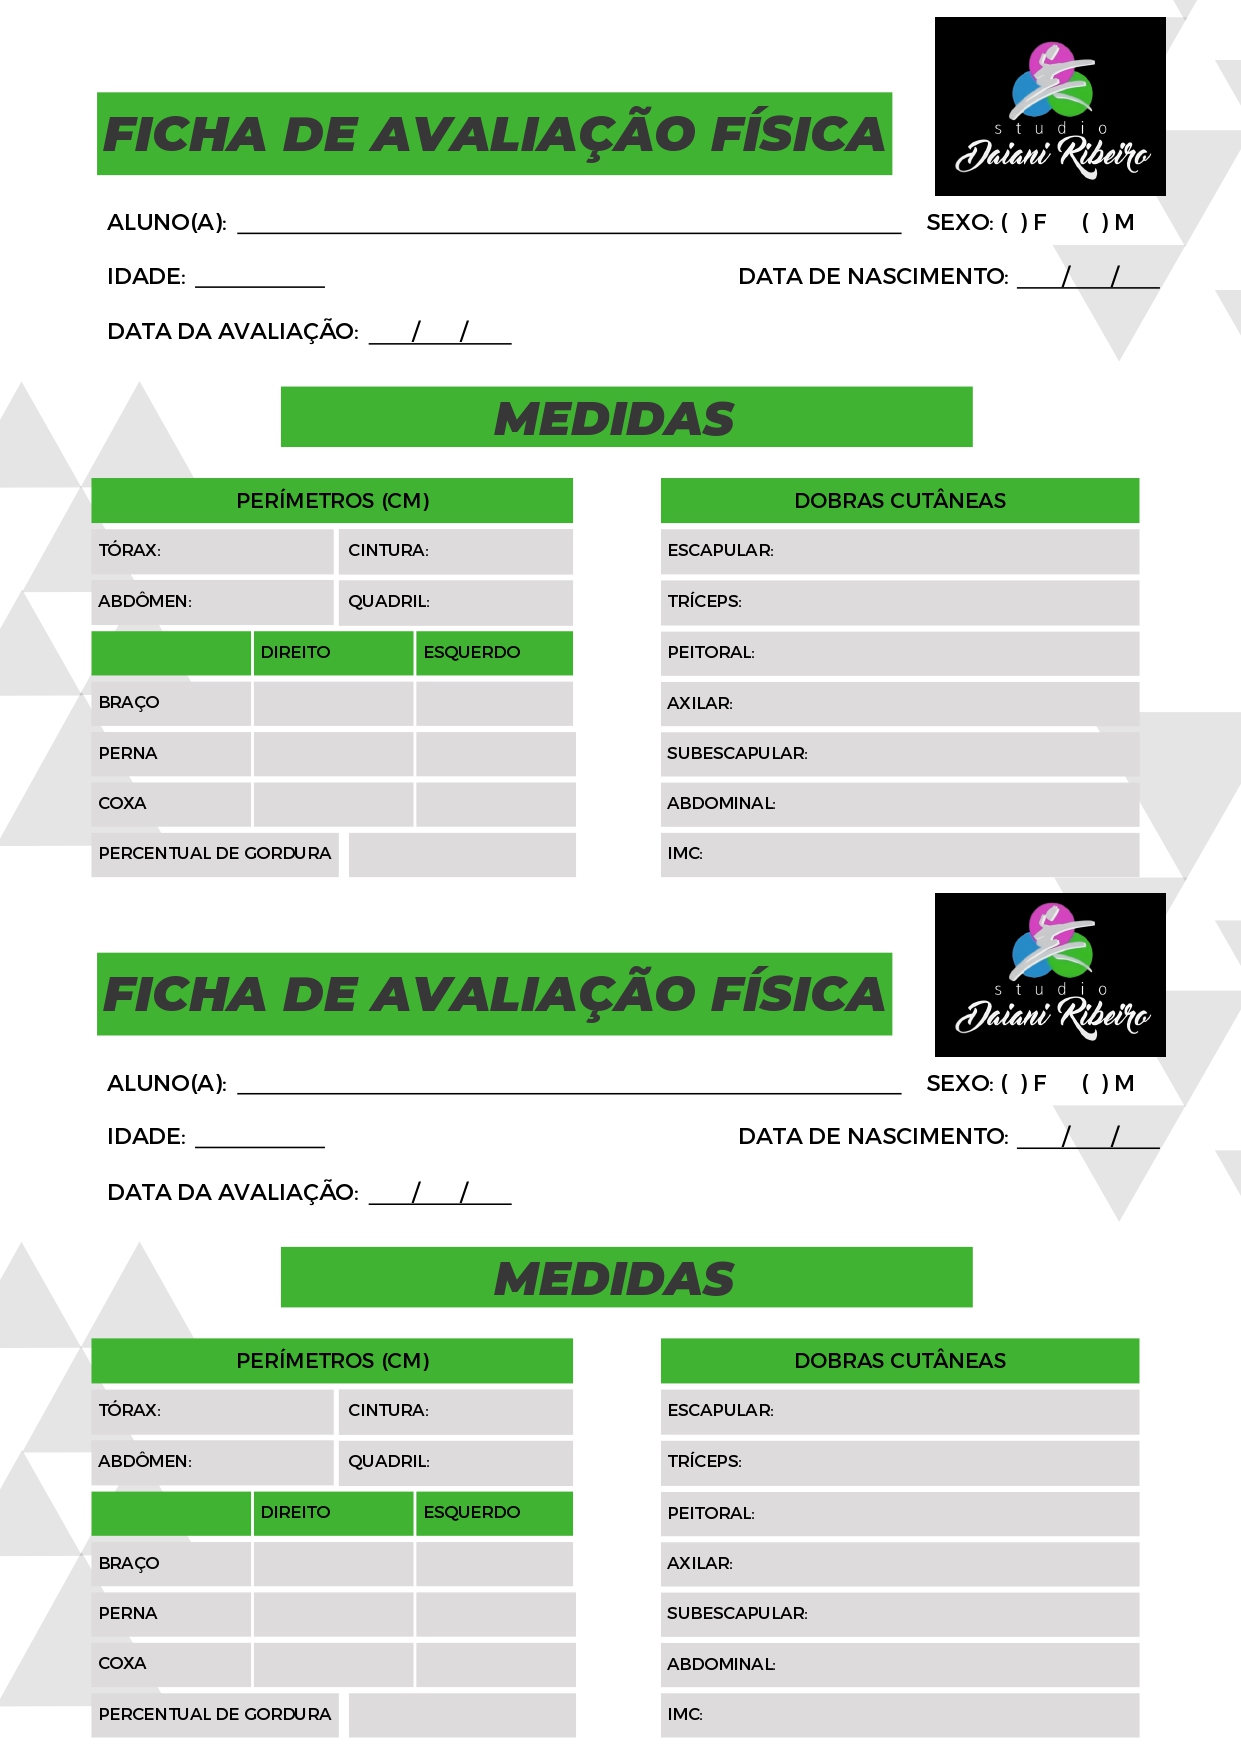 studio
Daiani Ribeiro
FICHA DE AVALIAÇÃO FÍSICA
ALUNO(A): ____________ SEXO: ( ) F ( ) M
IDADE: ____________ DATA DE NASCIMENTO: ___/___/___
DATA DA AVALIAÇÃO: ___/___/___
MEDIDAS
PERÍMETROS (CM)
TÓRAX: CINTURA:
ABDÔMEN: QUADRIL:
DIREITO ESQUERDO
BRAÇO
PERNA
COXA
PERCENTUAL DE GORDURA
DOBRAS CUTÂNEAS
ESCAPULAR:
TRÍCEPS:
PEITORAL:
AXILAR:
SUBESCAPULAR:
ABDOMINAL:
IMC:
studio
Daiani Ribeiro
FICHA DE AVALIAÇÃO FÍSICA
ALUNO(A): ____________ SEXO: ( ) F ( ) M
IDADE: ____________ DATA DE NASCIMENTO: ___/___/___
DATA DA AVALIAÇÃO: ___/___/___
MEDIDAS
PERÍMETROS (CM)
TÓRAX: CINTURA:
ABDÔMEN: QUADRIL:
DIREITO ESQUERDO
BRAÇO
PERNA
COXA
PERCENTUAL DE GORDURA
DOBRAS CUTÂNEAS
ESCAPULAR:
TRÍCEPS:
PEITORAL:
AXILAR:
SUBESCAPULAR:
ABDOMINAL:
IMC: